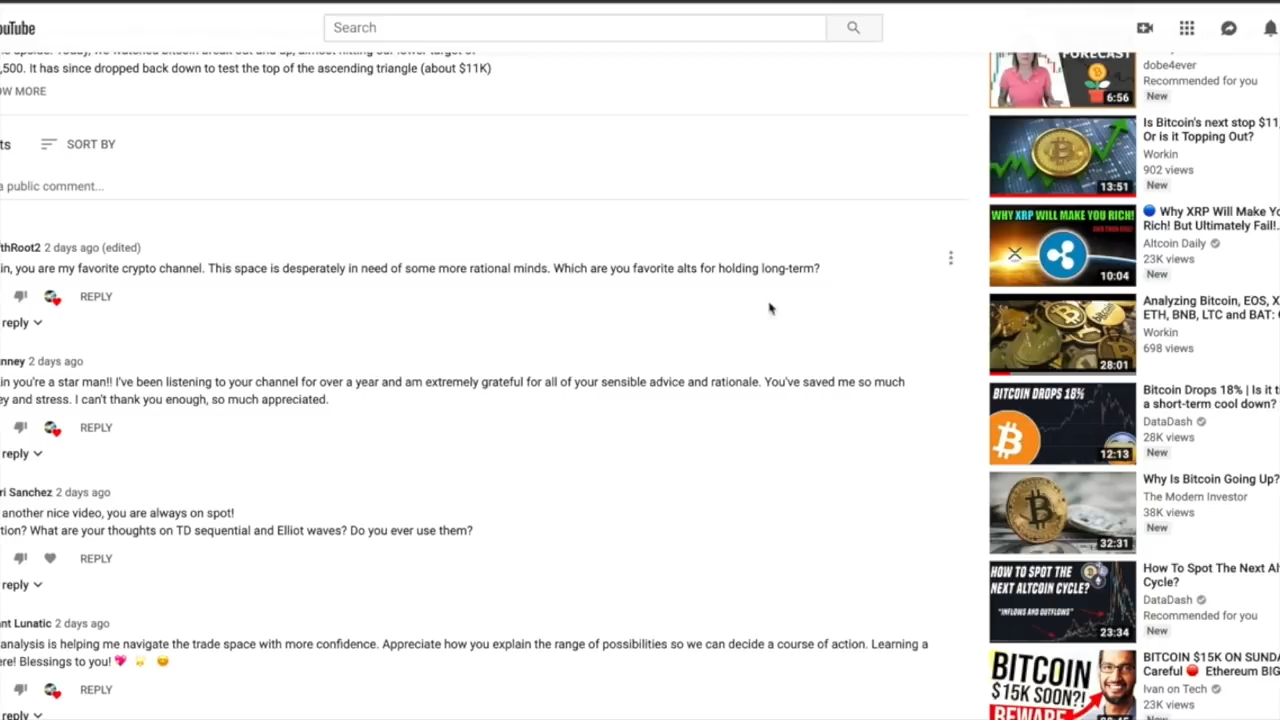 ouTube
Search
,500. It has since dropped back down to test the top of the ascending triangle (about $11K)
OW MORE
ts
SORT BY
a public comment...
fthRoot2 2 days ago (edited)
in, you are my favorite crypto channel. This space is desperately in need of some more rational minds. Which are you favorite alts for holding long-term?
REPLY
reply
nney 2 days ago
in you're a star man!! I've been listening to your channel for over a year and am extremely grateful for all of your sensible advice and rationale. You've saved me so much
ey and stress. I can't thank you enough, so much appreciated.
REPLY
reply
ri Sanchez 2 days ago
another nice video, you are always on spot!
tion? What are your thoughts on TD sequential and Elliot waves? Do you ever use them?
REPLY
reply
nt Lunatic 2 days ago
analysis is helping me navigate the trade space with more confidence. Appreciate how you explain the range of possibilities so we can decide a course of action. Learning a
ere! Blessings to you!
REPLY
reply
FORECAST
6:56
dobe4ever
Recommended for you
New
13:51
Is Bitcoin's next stop $11,
Or is it Topping Out?
Workin
902 views
New
WHY XRP WILL MAKE YOU RICH!
10:04
Why XRP Will Make Yo
Rich! But Ultimately Fail!.
Altcoin Daily
23K views
New
28:01
Analyzing Bitcoin, EOS, X
ETH, BNB, LTC and BAT:
Workin
698 views
BITCOIN DROPS 18%
12:13
Bitcoin Drops 18% | Is it t
a short-term cool down?
DataDash
28K views
New
32:31
Why Is Bitcoin Going Up?
The Modern Investor
38K views
New
HOW TO SPOT THE
NEXT ALTCOIN CYCLE?
"INFLOWS AND OUTFLOWS"
23:34
How To Spot The Next Al
Cycle?
DataDash
Recommended for you
New
BITCOIN
$15K SOON?!
BEWARE
BITCOIN $15K ON SUNDA
Careful Ethereum BIG
Ivan on Tech
23K views